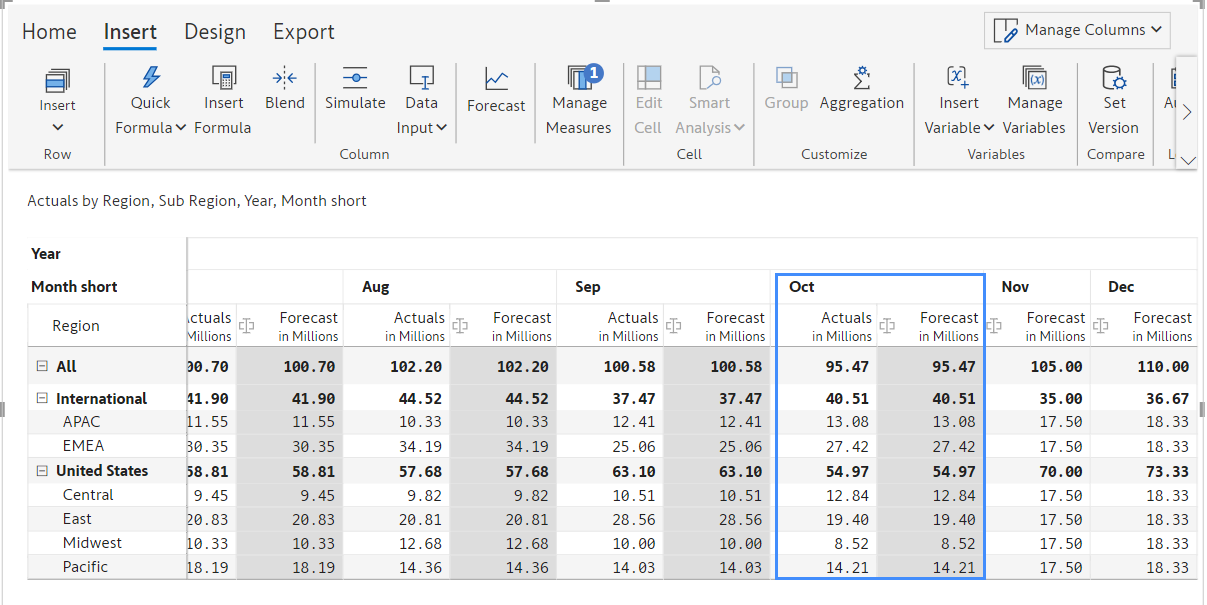 Home Insert Design Export Manage Columns
Insert Quick Formula Insert Formula Blend Simulate Data Input Forecast Manage Measures 1 Edit Cell Smart Analysis Group Aggregation Insert Variable Manage Variables Set Version
Row Column Cell Customize Variables Compare
Actuals by Region, Sub Region, Year, Month short
Year
Month short Aug Sep Oct Nov Dec
Region Actuals Forecast Actuals Forecast Actuals Forecast Actuals Forecast Forecast Forecast
in Millions in Millions in Millions in Millions in Millions in Millions in Millions in Millions in Millions
All 00.70 100.70 102.20 102.20 100.58 100.58 95.47 95.47 105.00 110.00
International 41.90 41.90 44.52 44.52 37.47 37.47 40.51 40.51 35.00 36.67
APAC 11.55 11.55 10.33 10.33 12.41 12.41 13.08 13.08 17.50 18.33
EMEA 30.35 30.35 34.19 34.19 25.06 25.06 27.42 27.42 17.50 18.33
United States 58.81 58.81 57.68 57.68 63.10 63.10 54.97 54.97 70.00 73.33
Central 9.45 9.45 9.82 9.82 10.51 10.51 12.84 12.84 17.50 18.33
East 20.83 20.83 20.81 20.81 28.56 28.56 19.40 19.40 17.50 18.33
Midwest 10.33 10.33 12.68 12.68 10.00 10.00 8.52 8.52 17.50 18.33
Pacific 18.19 18.19 14.36 14.36 14.03 14.03 14.21 14.21 17.50 18.33